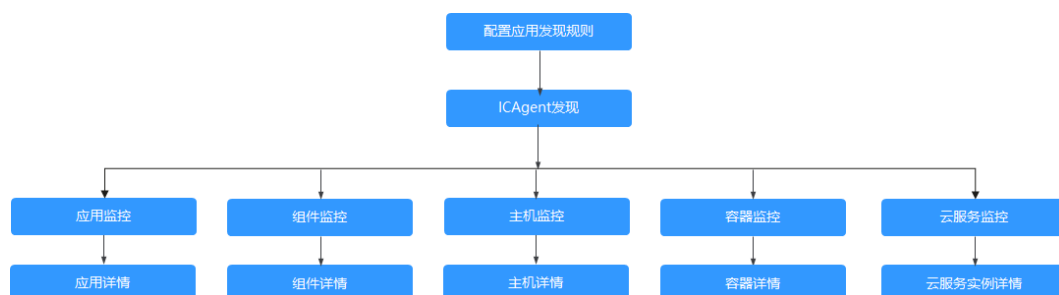 配置应用发现规则
ICAgent发现
应用监控
组件监控
主机监控
容器监控
云服务监控
应用详情
组件详情
主机详情
容器详情
云服务实例详情